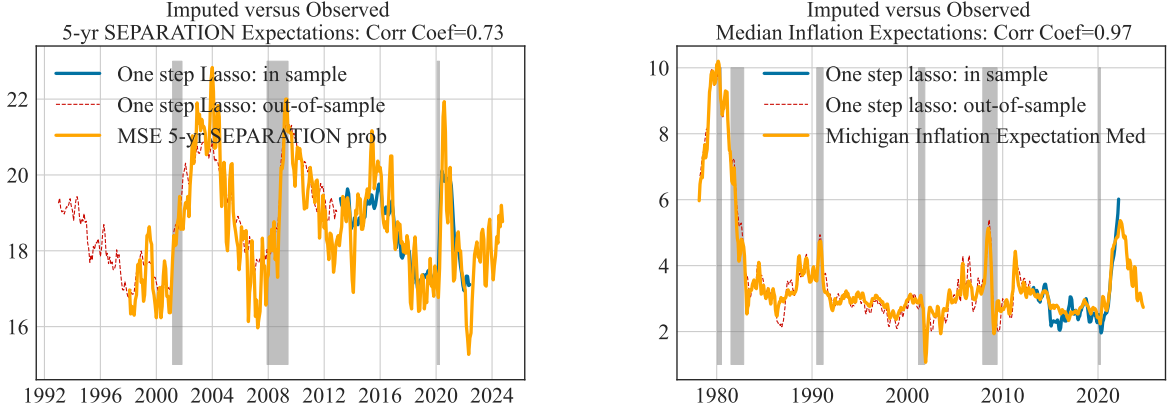 Imputed versus Observed
5-yr SEPARATION Expectations: Corr Coef=0.73
One step Lasso: in sample
One step Lasso: out-of-sample
MSE 5-yr SEPARATION prob
22
20
18
16
1992 1996 2000 2004 2008 2012 2016 2020 2024
Imputed versus Observed
Median Inflation Expectations: Corr Coef=0.97
One step lasso: in sample
One step lasso: out-of-sample
Michigan Inflation Expectation Med
10
8
6
4
2
1980 1990 2000 2010 2020